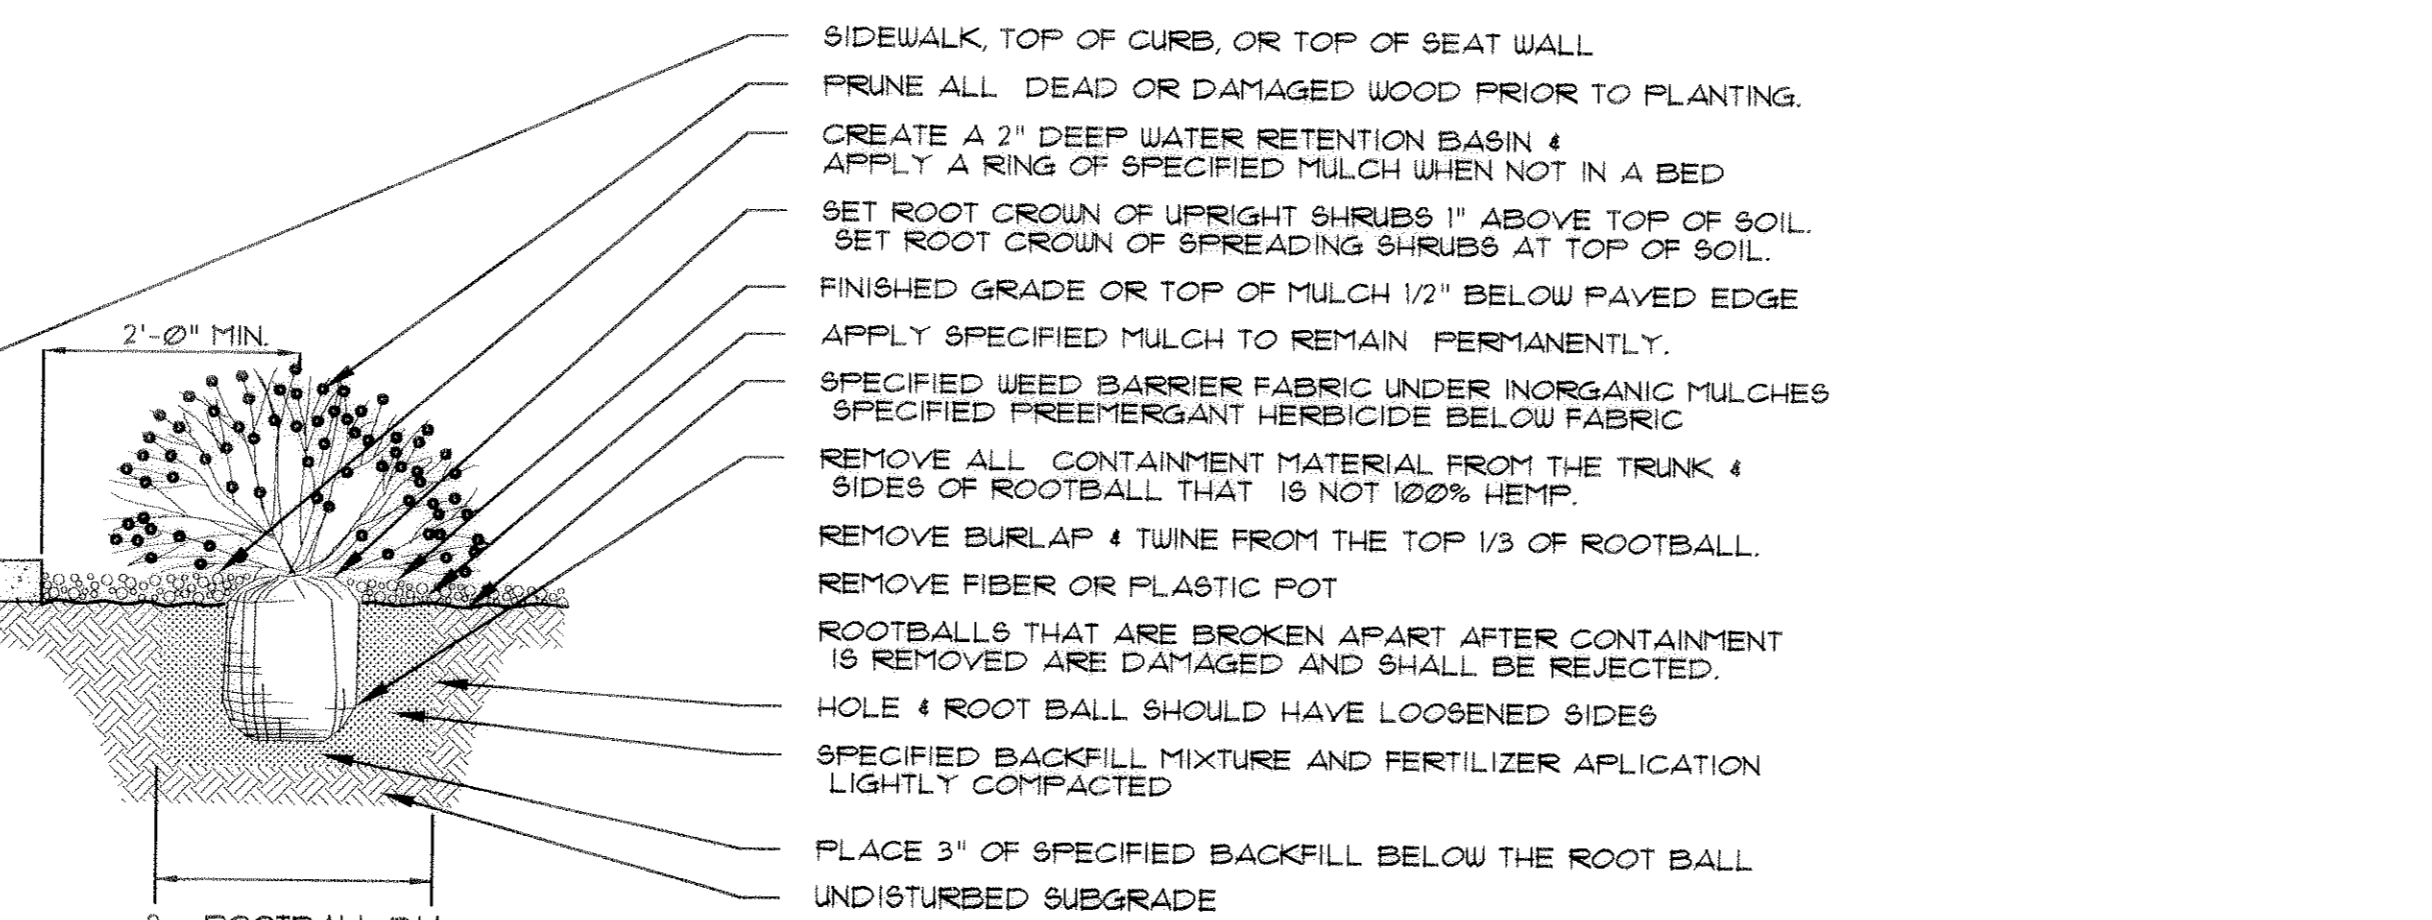 SIDEWALK, TOP OF CURB, OR TOP OF SEAT WALL
PRUNE ALL DEAD OR DAMAGED WOOD PRIOR TO PLANTING.
CREATE A 2" DEEP WATER RETENTION BASIN &
APPLY A RING OF SPECIFIED MULCH WHEN NOT IN A BED
SET ROOT CROWN OF UPRIGHT SHRUBS 1" ABOVE TOP OF SOIL.
SET ROOT CROWN OF SPREADING SHRUBS AT TOP OF SOIL.
FINISHED GRADE OR TOP OF MULCH 1/2" BELOW PAVED EDGE
2'-0" MIN.
APPLY SPECIFIED MULCH TO REMAIN PERMANENTLY.
SPECIFIED WEED BARRIER FABRIC UNDER INORGANIC MULCHES
SPECIFIED PREEMERGANT HERBICIDE BELOW FABRIC
REMOVE ALL CONTAINMENT MATERIAL FROM THE TRUNK &
SIDES OF ROOTBALL THAT IS NOT 100% HEMP.
REMOVE BURLAP & TWINE FROM THE TOP 1/3 OF ROOTBALL.
REMOVE FIBER OR PLASTIC POT
ROOTBALLS THAT ARE BROKEN APART AFTER CONTAINMENT
IS REMOVED ARE DAMAGED AND SHALL BE REJECTED.
HOLE & ROOT BALL SHOULD HAVE LOOSENED SIDES
SPECIFIED BACKFILL MIXTURE AND FERTILIZER APLICATION
LIGHTLY COMPACTED
PLACE 3" OF SPECIFIED BACKFILL BELOW THE ROOT BALL
UNDISTURBED SUBGRADE